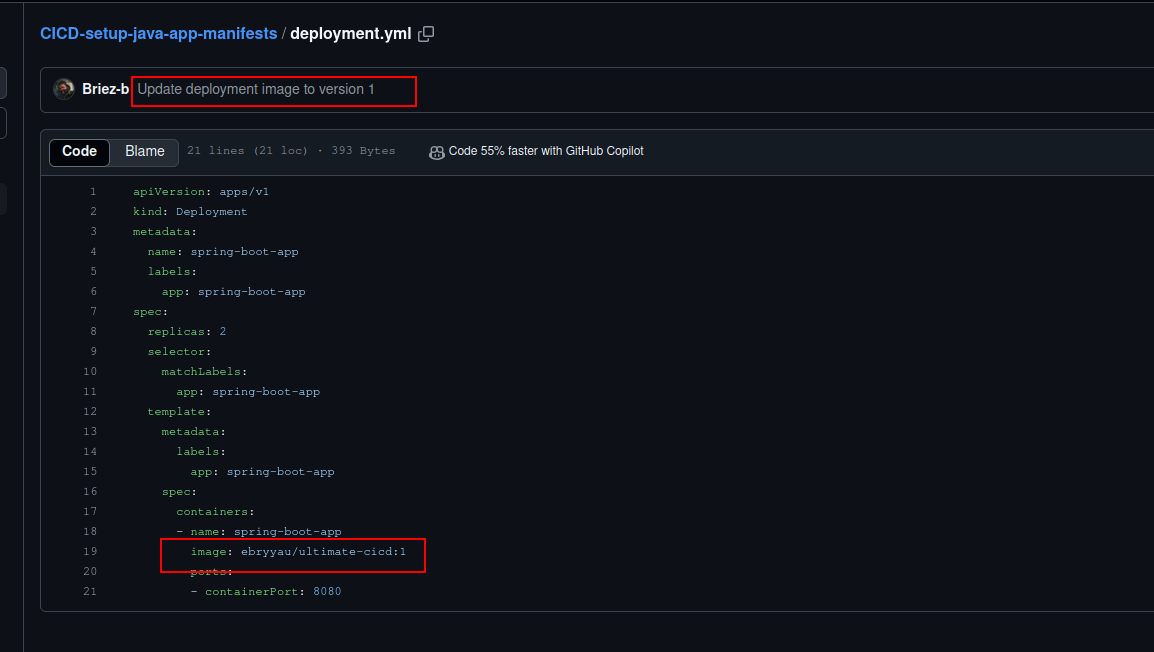 CICD-setup-java-app-manifests / deployment.yml
Briez-b Update deployment image to version 1
Code Blame 21 lines (21 loc) · 393 Bytes Code 55% faster with GitHub Copilot
1 apiVersion: apps/v1
2 kind: Deployment
3 metadata:
4   name: spring-boot-app
5   labels:
6     app: spring-boot-app
7 spec:
8   replicas: 2
9   selector:
10     matchLabels:
11       app: spring-boot-app
12   template:
13     metadata:
14       labels:
15         app: spring-boot-app
16     spec:
17       containers:
18       - name: spring-boot-app
19         image: ebryyau/ultimate-cicd:1
20         ports:
21         - containerPort: 8080